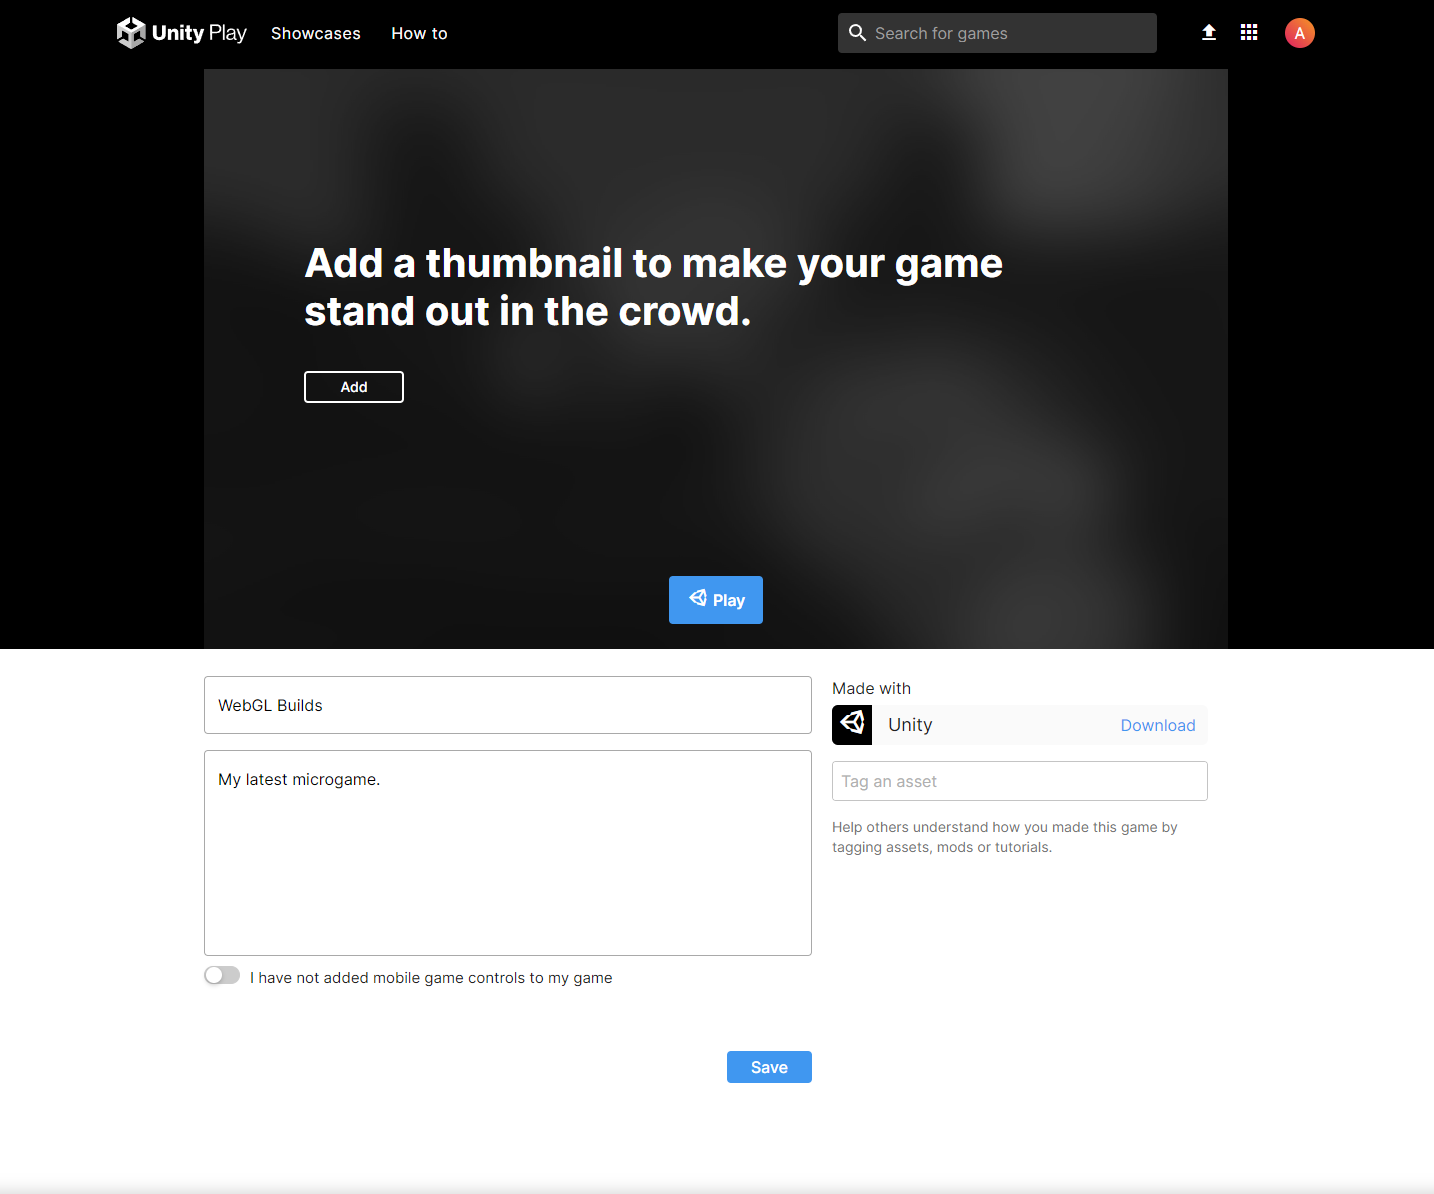 Unity Play
Showcases
How to
Search for games
A
Add a thumbnail to make your game
stand out in the crowd.
Add
Play
WebGL Builds
My latest microgame.
I have not added mobile game controls to my game
Save
Made with
Unity
Download
Tag an asset
Help others understand how you made this game by
tagging assets, mods or tutorials.